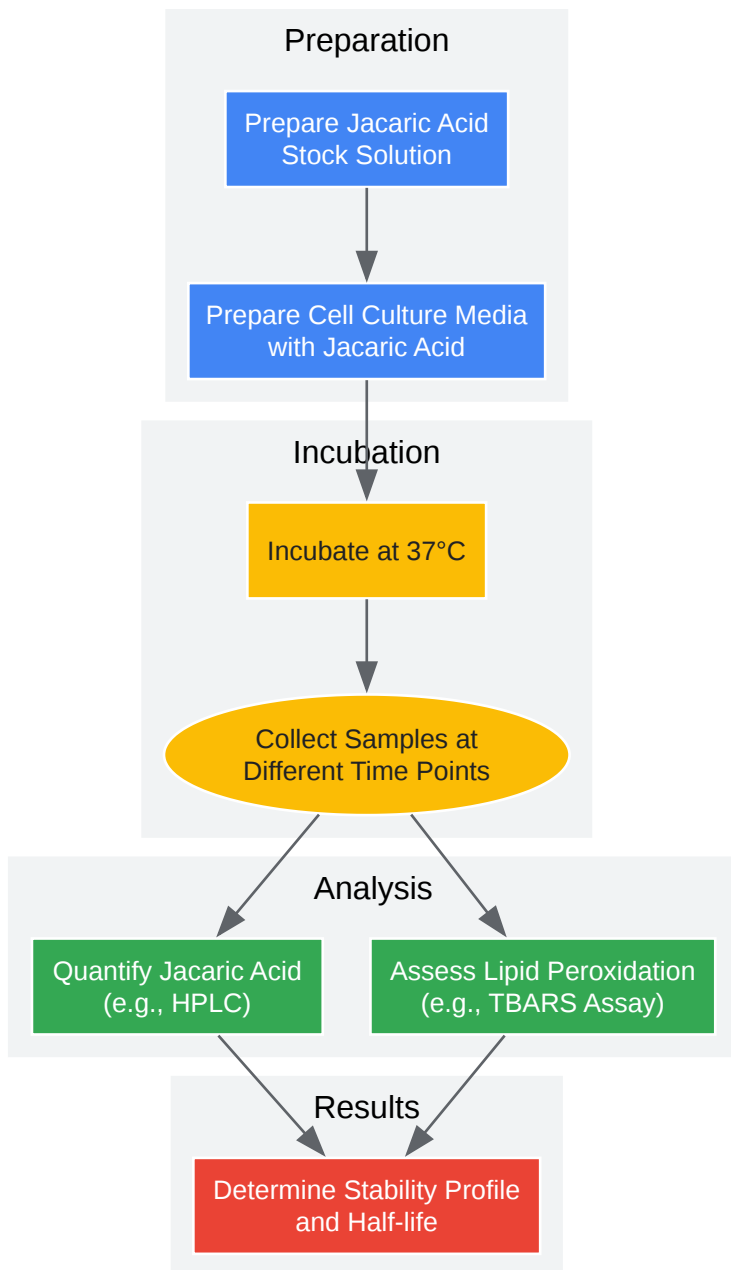 Preparation
Prepare Jacaric Acid
Stock Solution
Prepare Cell Culture Media
with Jacaric Acid
Incubation
Incubate at 37°C
Collect Samples at
Different Time Points
Analysis
Quantify Jacaric Acid
(e.g., HPLC)
Assess Lipid Peroxidation
(e.g., TBARS Assay)
Results
Determine Stability Profile
and Half-life